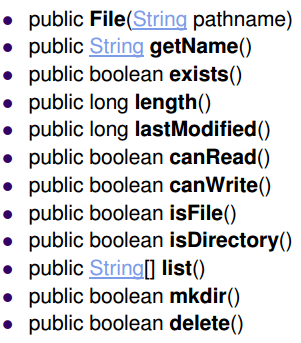 • public File(String pathname)
• public String getName()
• public boolean exists()
• public long length()
• public long lastModified()
• public boolean canRead()
• public boolean canWrite()
• public boolean isFile()
• public boolean isDirectory()
• public String[] list()
• public boolean mkdir()
• public boolean delete()